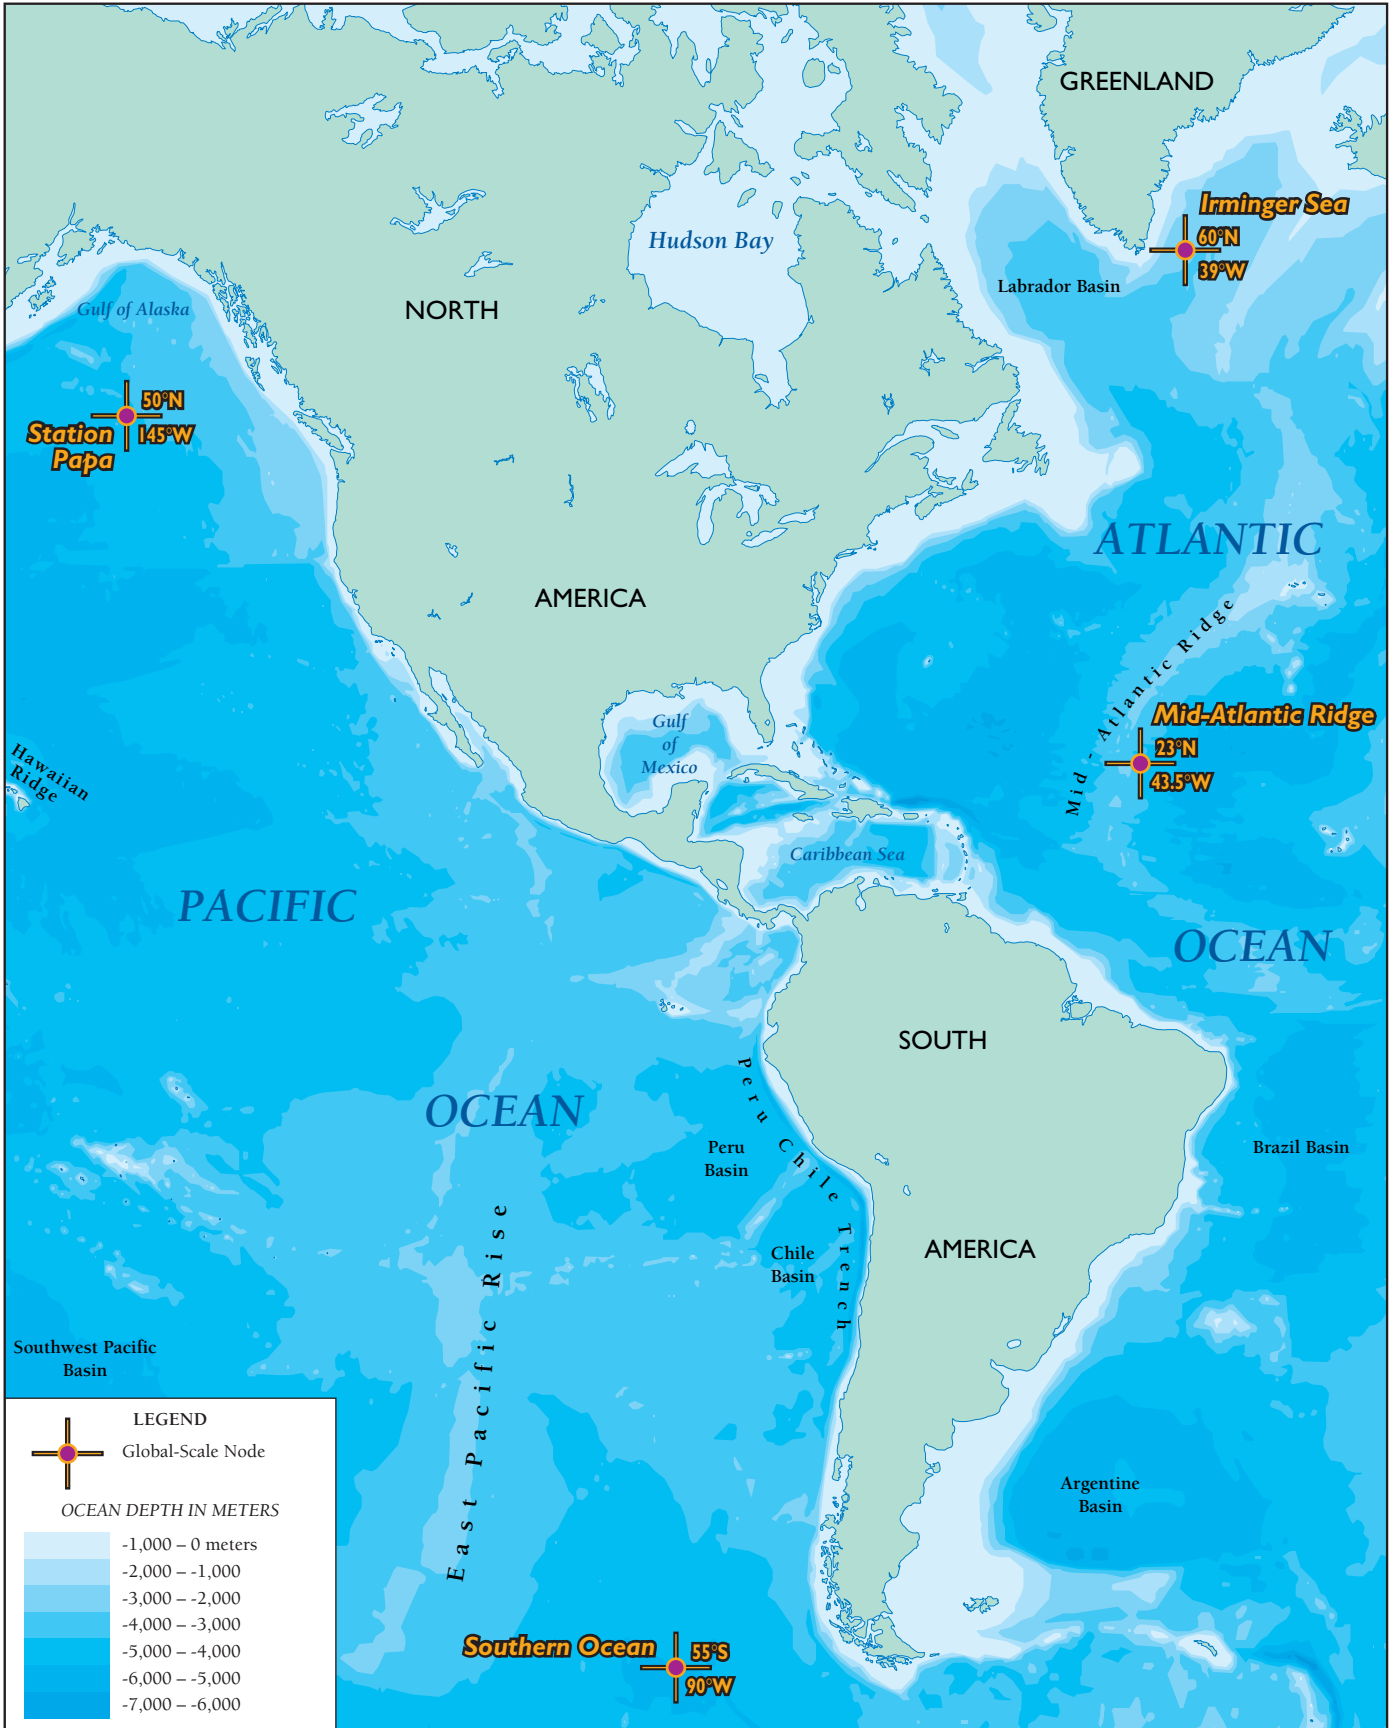 GREENLAND
Irminger Sea
60°N
39°W
Hudson Bay
Labrador Basin
NORTH
Gulf of Alaska
50°N
145°W
Station
Papa
ATLANTIC
AMERICA
Mid - Atlantic Ridge
Mid-Atlantic Ridge
23°N
43.5°W
Gulf
of
Mexico
Hawaiian
Ridge
Caribbean Sea
PACIFIC
OCEAN
SOUTH
OCEAN
Peru Chile Trench
Peru
Basin
Brazil Basin
Chile
Basin
AMERICA
East Pacific Rise
Southwest Pacific
Basin
Argentine
Basin
Southern Ocean
55°S
90°W
LEGEND
Global-Scale Node
OCEAN DEPTH IN METERS
-1,000 – 0 meters
-2,000 – -1,000
-3,000 – -2,000
-4,000 – -3,000
-5,000 – -4,000
-6,000 – -5,000
-7,000 – -6,000